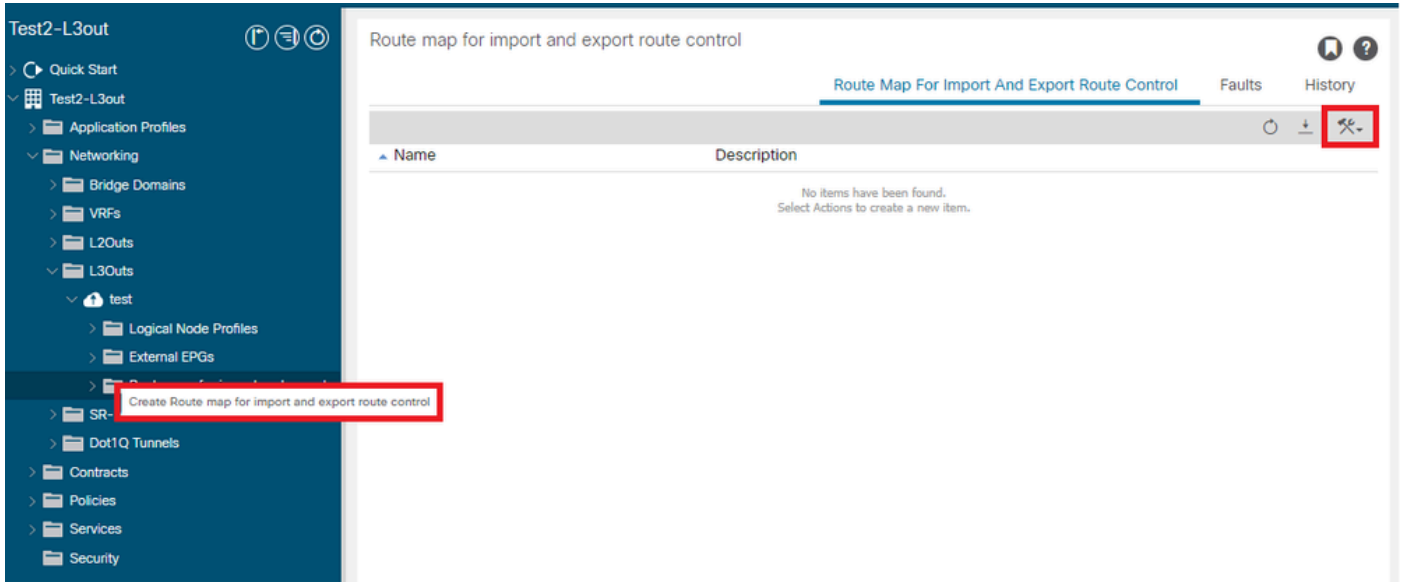 Test2-L3out
Quick Start
Test2-L3out
Application Profiles
Networking
Bridge Domains
VRFs
L2Outs
L3Outs
test
Logical Node Profiles
External EPGs
Create Route map for import and export route control
SR-
Dot1Q Tunnels
Contracts
Policies
Services
Security
Route map for import and export route control
Route Map For Import And Export Route Control Faults History
Name Description
No items have been found.
Select Actions to create a new item.